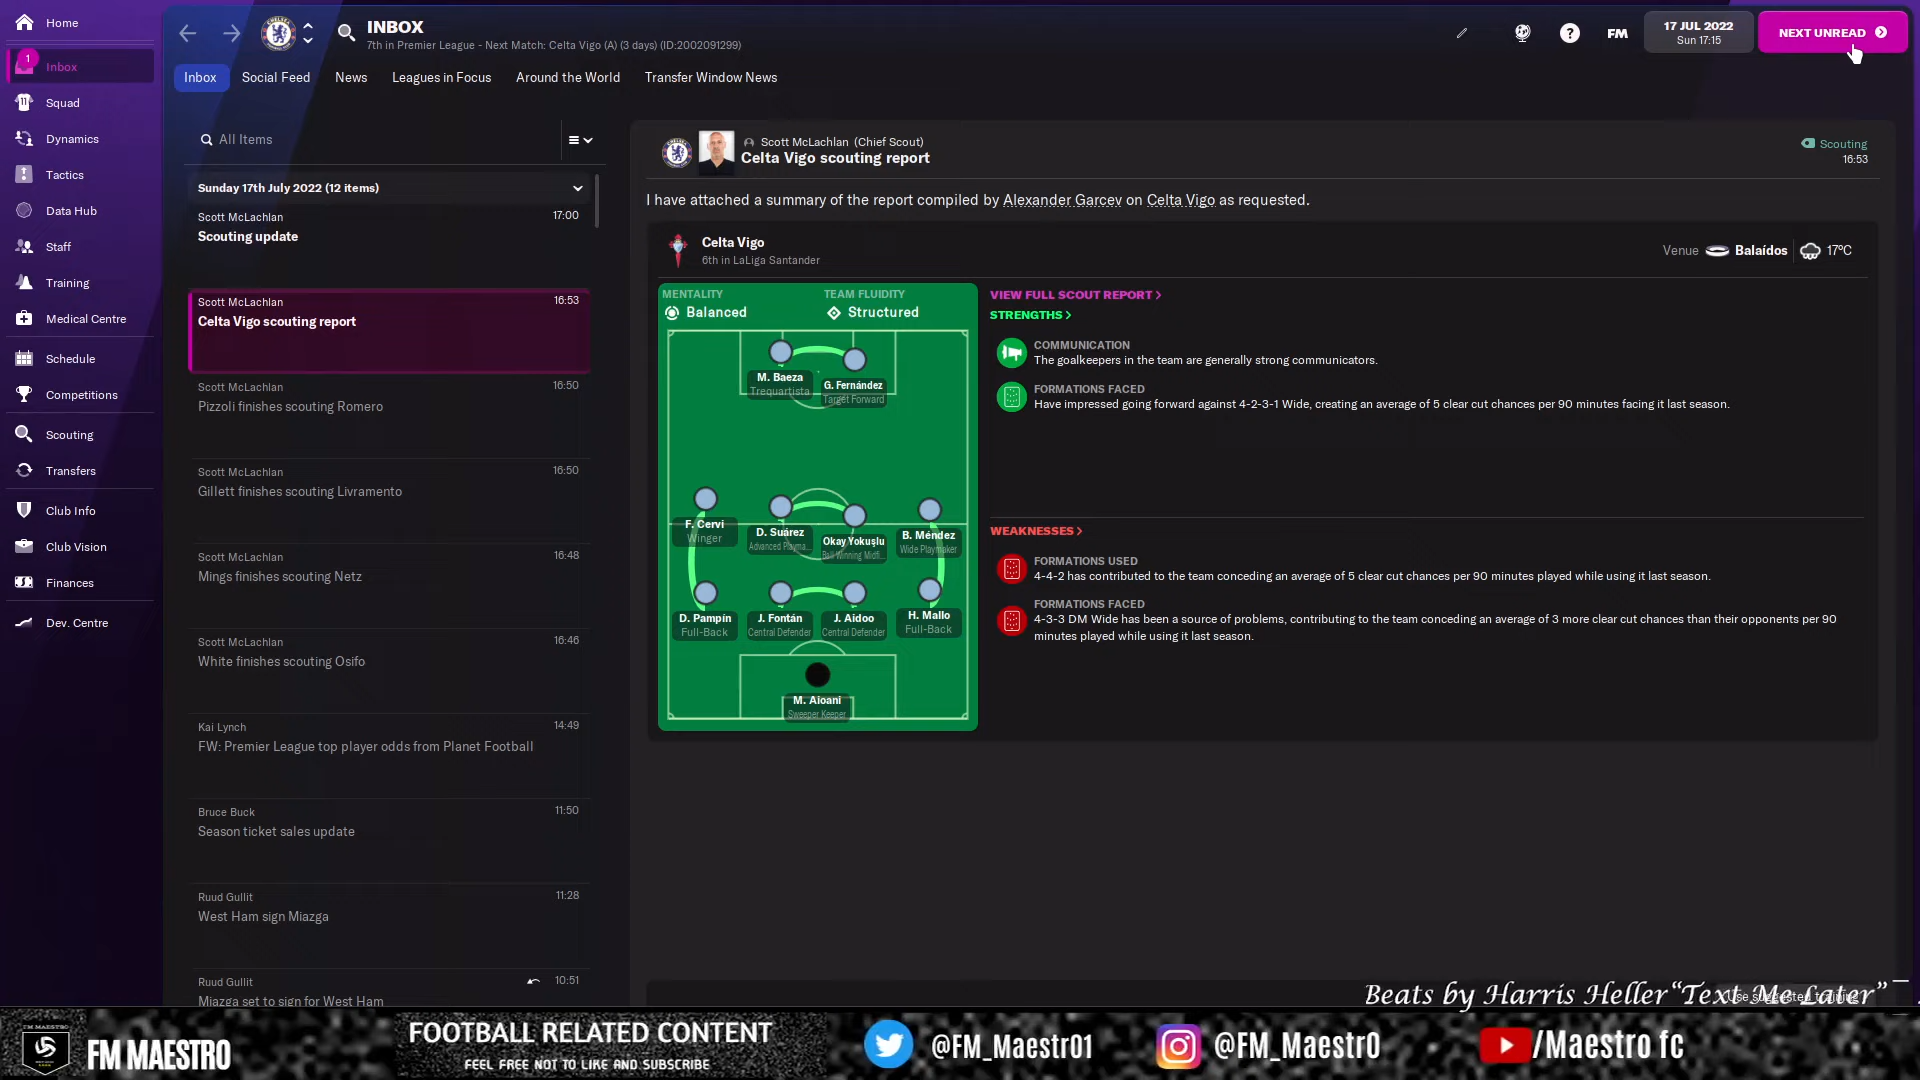 Home
1
Inbox
Squad
Dynamics
Tactics
Data Hub
Staff
Training
Medical Centre
Schedule
Competitions
Scouting
Transfers
Club Info
Club Vision
Finances
Dev. Centre
INBOX
7th in Premier League - Next Match: Celta Vigo (A) (3 days) (ID:2002091299)
?
FM
17 JUL 2022
Sun 17:15
NEXT UNREAD
Inbox
Social Feed
News
Leagues in Focus
Around the World
Transfer Window News
All Items
Sunday 17th July 2022 (12 items)
Scott McLachlan 17:00
Scouting update
Scott McLachlan 16:53
Celta Vigo scouting report
Scott McLachlan 16:50
Pizzoli finishes scouting Romero
Scott McLachlan 16:50
Gillett finishes scouting Livramento
Scott McLachlan 16:48
Mings finishes scouting Netz
Scott McLachlan 16:46
White finishes scouting Osifo
Kai Lynch 14:49
FW: Premier League top player odds from Planet Football
Bruce Buck 11:50
Season ticket sales update
Ruud Gullit 11:28
West Ham sign Miazga
Ruud Gullit 10:51
Miazga set to sign for West Ham
Scott McLachlan (Chief Scout)
Celta Vigo scouting report
Scouting
16:53
I have attached a summary of the report compiled by Alexander Garcev on Celta Vigo as requested.
Celta Vigo
6th in LaLiga Santander
Venue Balaídos 17°C
MENTALITY
Balanced
TEAM FLUIDITY
Structured
M. Baeza
Trequartista
G. Fernández
Target Forward
F. Cervi
Winger
D. Suárez
Advanced Playma...
Okay Yokuşlu
Ball Winning Midfi...
B. Méndez
Wide Playmaker
D. Pampín
Full-Back
J. Fontán
Central Defender
J. Aidoo
Central Defender
H. Mallo
Full-Back
M. Aioani
Sweeper Keeper
VIEW FULL SCOUT REPORT >
STRENGTHS >
COMMUNICATION
The goalkeepers in the team are generally strong communicators.
FORMATIONS FACED
Have impressed going forward against 4-2-3-1 Wide, creating an average of 5 clear cut chances per 90 minutes facing it last season.
WEAKNESSES >
FORMATIONS USED
4-4-2 has contributed to the team conceding an average of 5 clear cut chances per 90 minutes played while using it last season.
FORMATIONS FACED
4-3-3 DM Wide has been a source of problems, contributing to the team conceding an average of 3 more clear cut chances than their opponents per 90
minutes played while using it last season.
Beats by Harris Heller "Text Me Later" –
FM MAESTRO
FM MAESTRO
FOOTBALL RELATED CONTENT
FEEL FREE NOT TO LIKE AND SUBSCRIBE
@FM_Maestr01
@FM_Maestr0
/Maestro fc